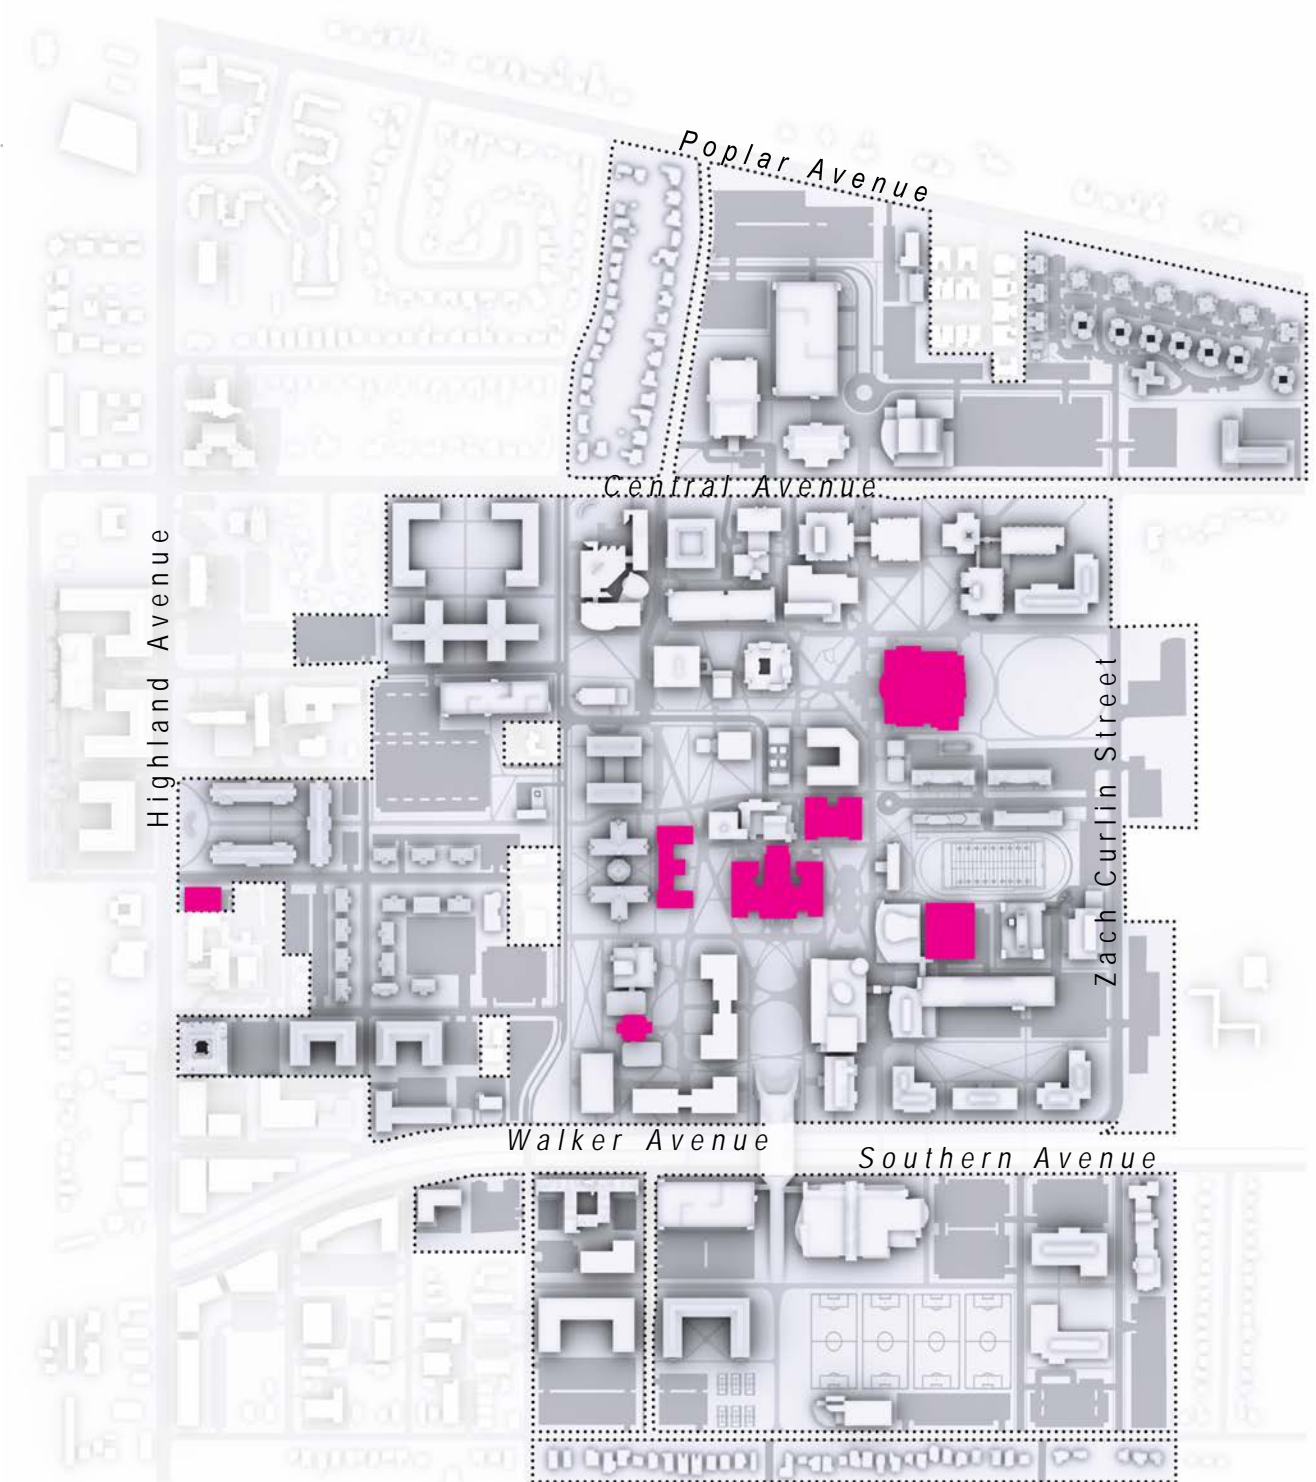 Poplar Avenue
Central Avenue
Highland Avenue
Zach Curlin Street
Walker Avenue
Southern Avenue